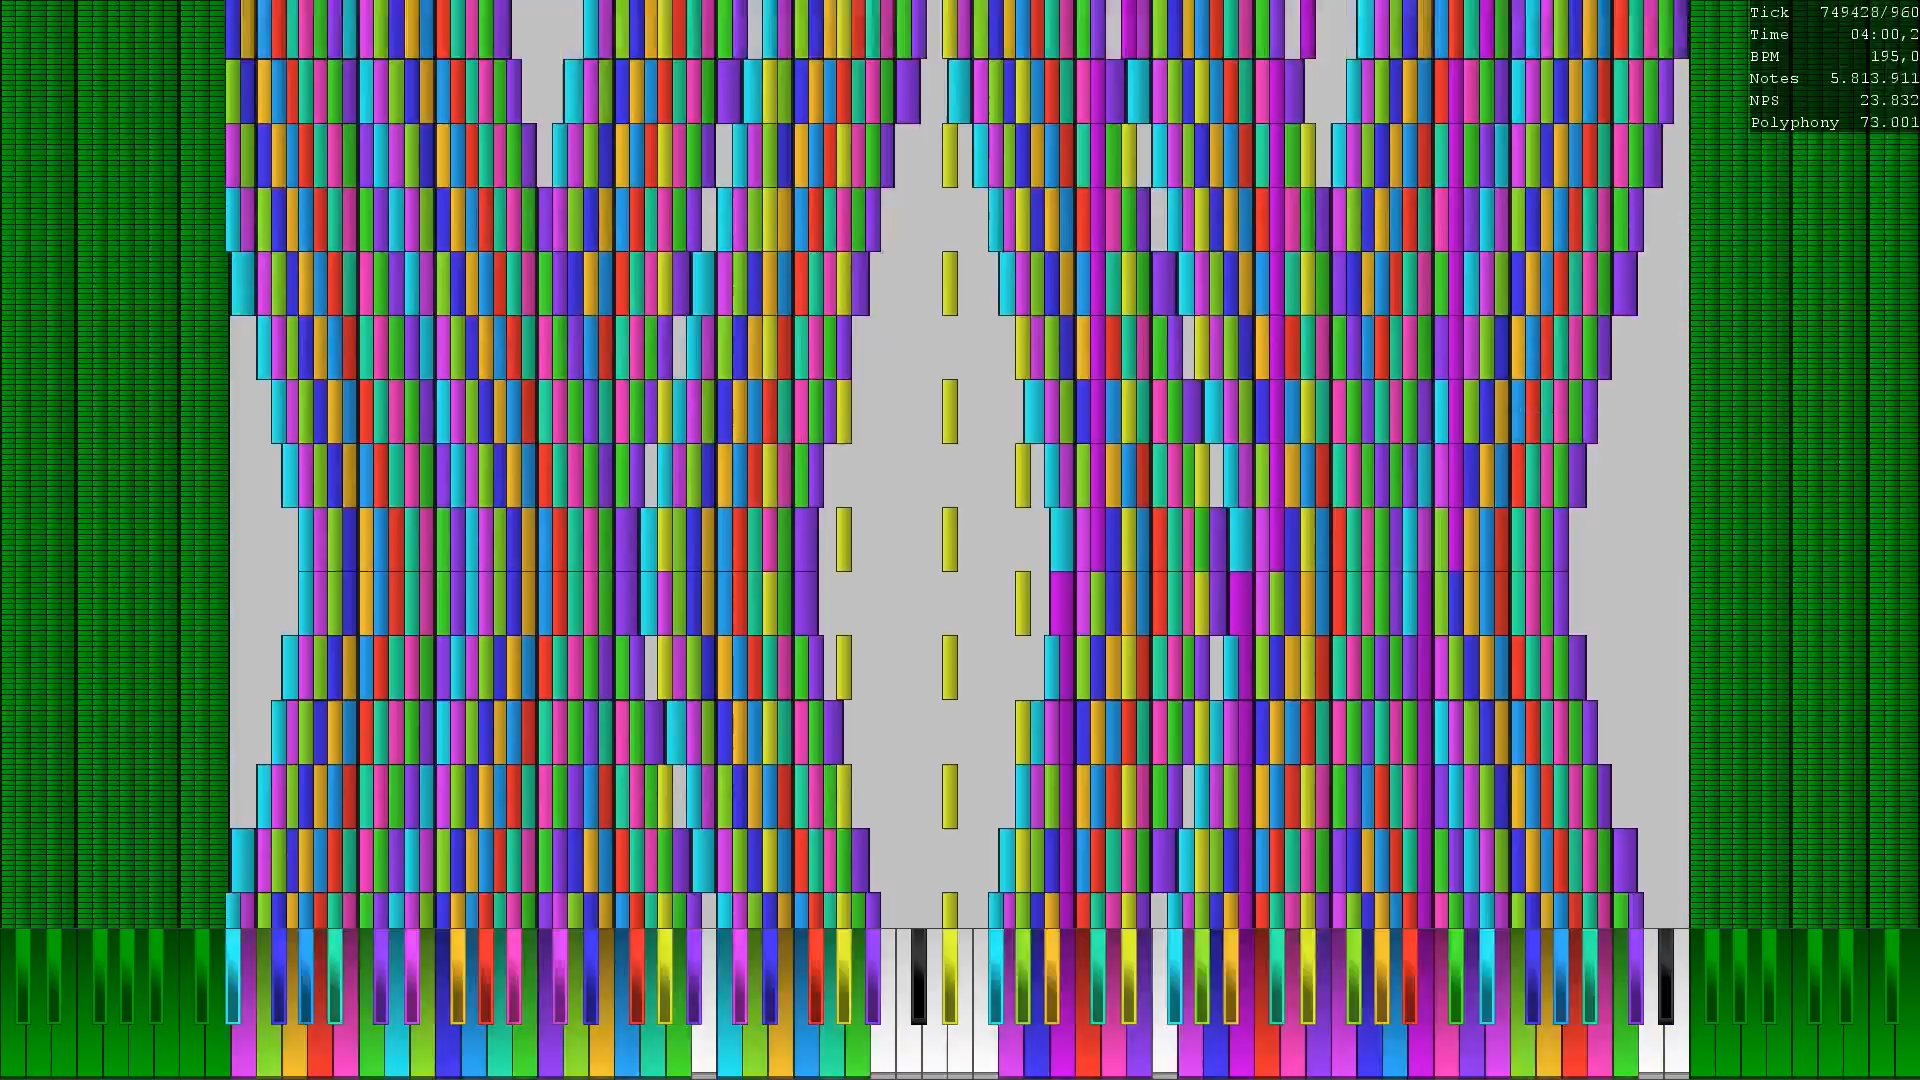 Tick 749428/960
Time 04:00,2
BPM 195,0
Notes 5.813.911
NPS 23.832
Polyphony 73.001